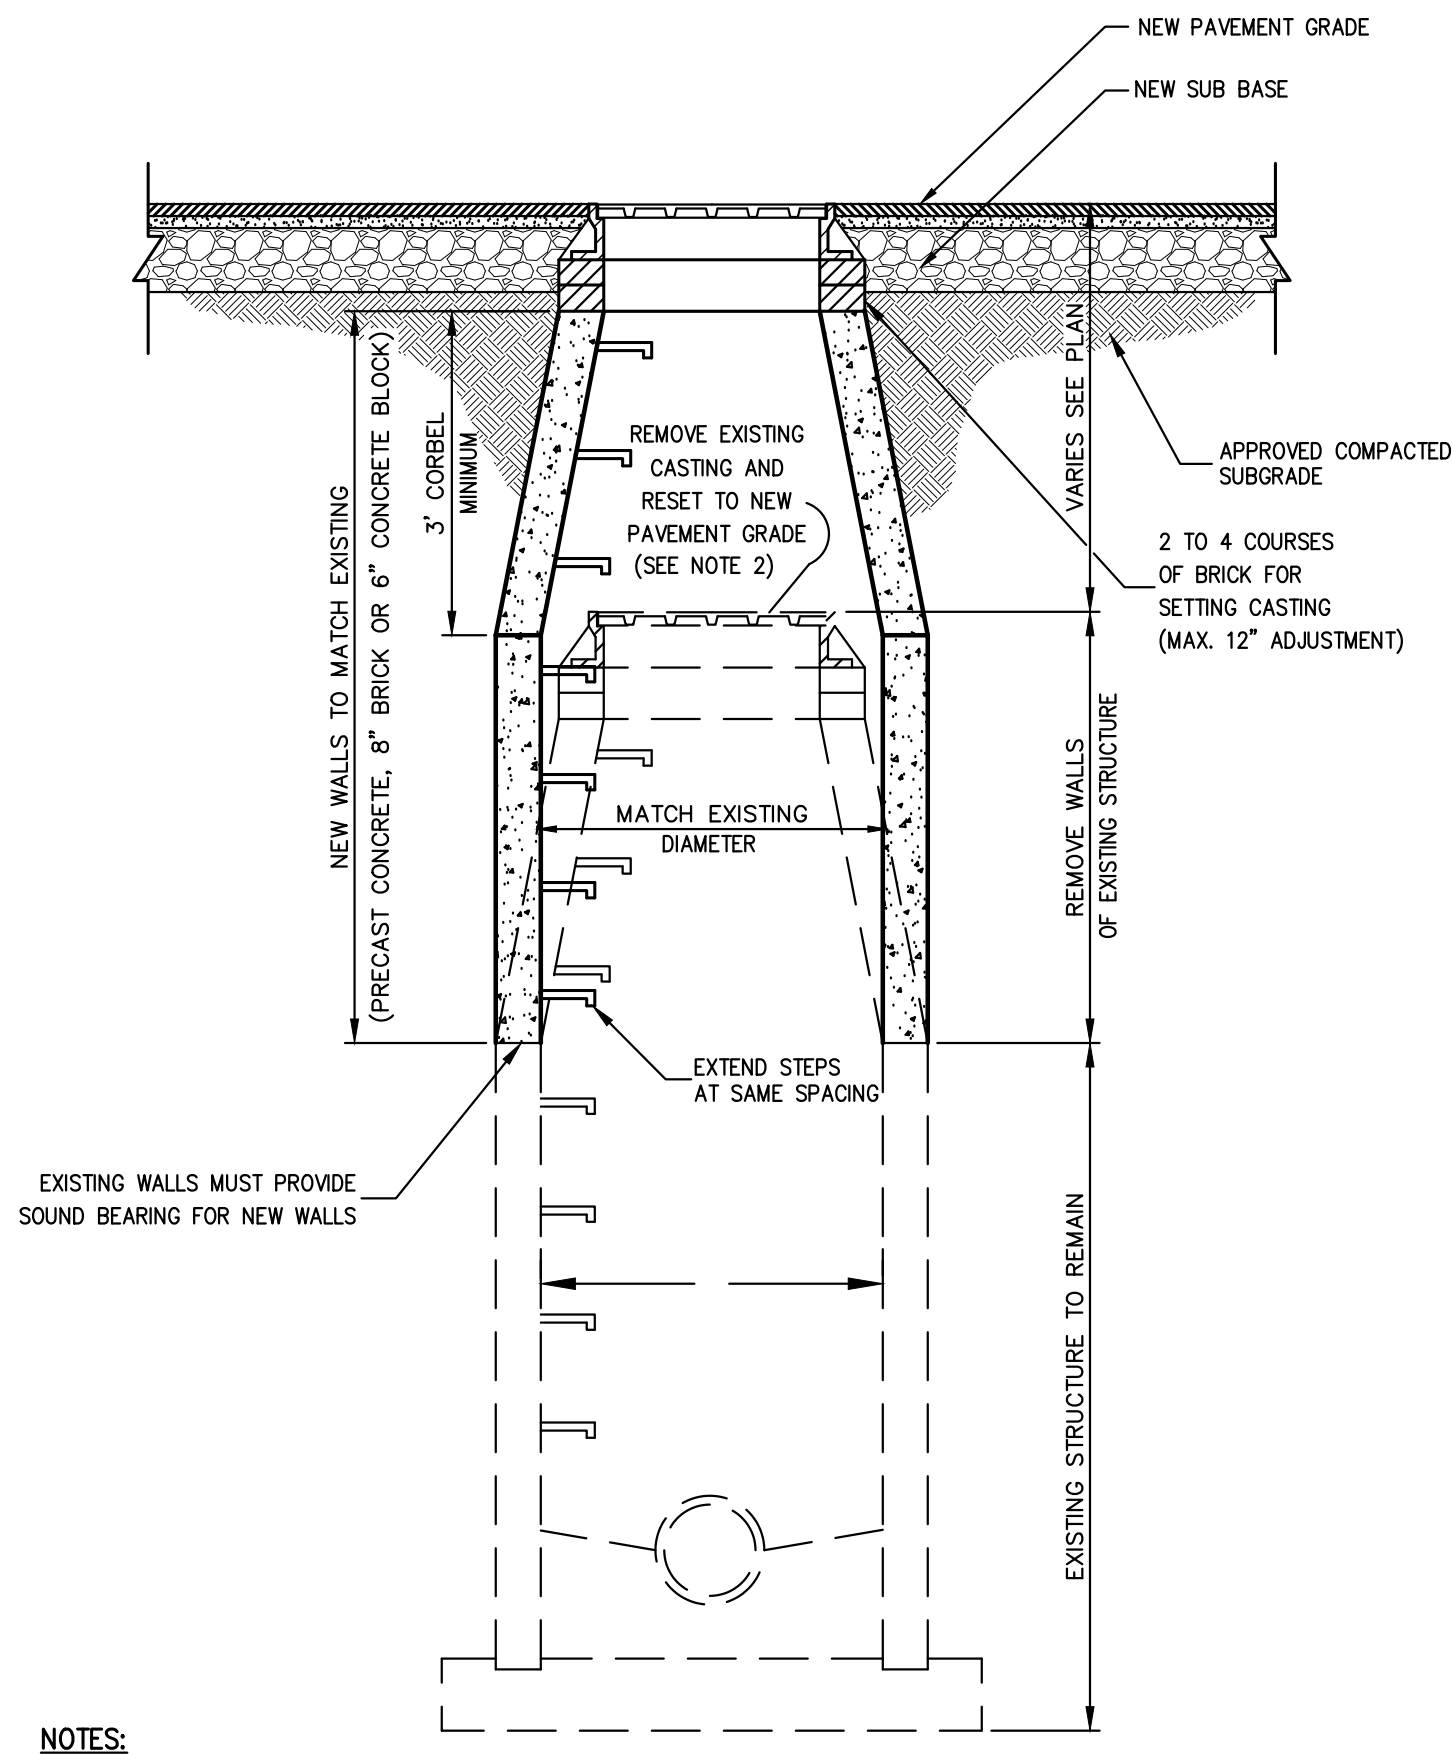 NEW PAVEMENT GRADE
NEW SUB BASE
VARIES SEE PLAN
APPROVED COMPACTED
SUBGRADE
2 TO 4 COURSES
OF BRICK FOR
SETTING CASTING
(MAX. 12" ADJUSTMENT)
REMOVE EXISTING
CASTING AND
RESET TO NEW
PAVEMENT GRADE
(SEE NOTE 2)
3' CORBEL
MINIMUM
NEW WALLS TO MATCH EXISTING
(PRECAST CONCRETE, 8" BRICK OR 6" CONCRETE BLOCK)
MATCH EXISTING
DIAMETER
REMOVE WALLS
OF EXISTING STRUCTURE
EXTEND STEPS
AT SAME SPACING
EXISTING WALLS MUST PROVIDE
SOUND BEARING FOR NEW WALLS
EXISTING STRUCTURE TO REMAIN
NOTES: